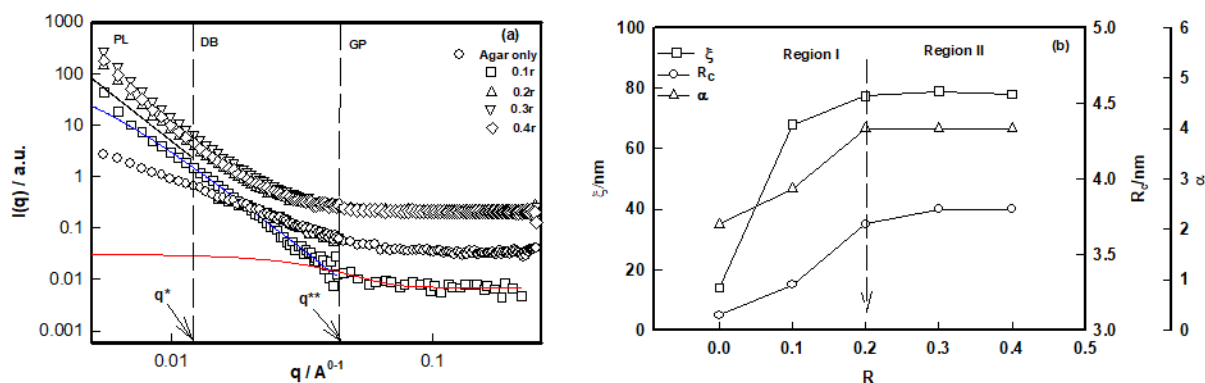 1000
100
10
1
0.1
0.01
0.001
I(q) / a.u.
PL
DB
GP
(a)
Agar only
0.1r
0.2r
0.3r
0.4r
q*
q**
0.01
0.1
q / A⁰⁻¹
100
80
60
40
20
0
ξ/nm
ξ
R_C
α
Region I
Region II
(b)
5.0
4.5
4.0
3.5
3.0
R_c/nm
6
5
4
3
2
1
0
α
0.0
0.1
0.2
0.3
0.4
0.5
R